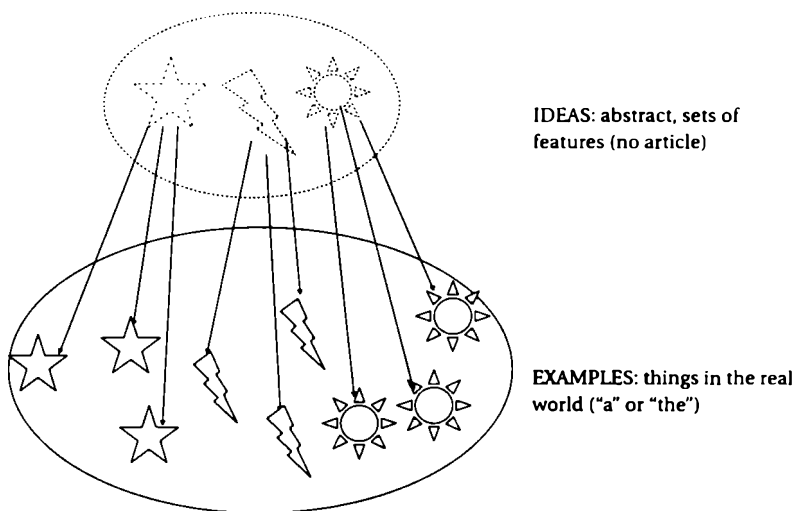 IDEAS: abstract, sets of
features (no article)
EXAMPLES: things in the real
world (“a” or “the”)